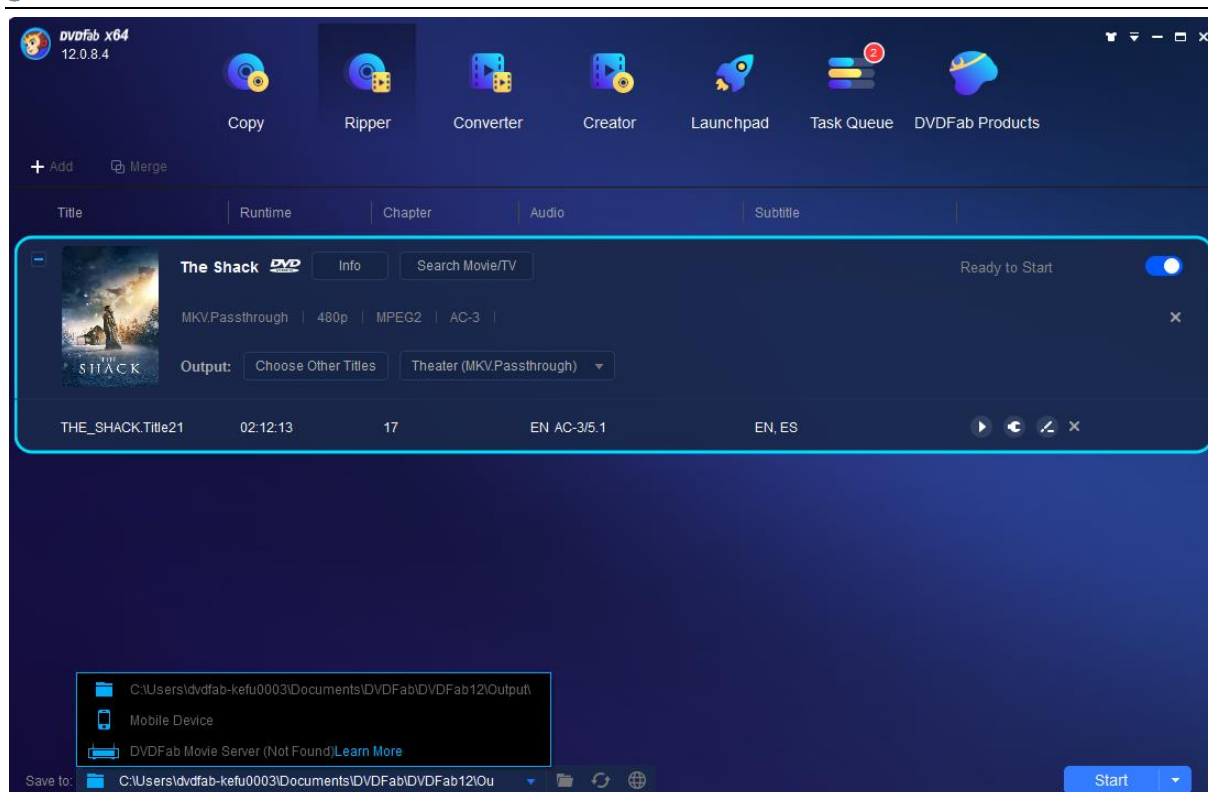 DVDFab x64
12.0.8.4
2
Copy Ripper Converter Creator Launchpad Task Queue DVDFab Products
Add Merge
Title Runtime Chapter Audio Subtitle
The Shack DVD Info Search Movie/TV Ready to Start
MKV.Passthrough | 480p | MPEG2 | AC-3 |
THE
SHACK
Output: Choose Other Titles Theater (MKV.Passthrough)
THE_SHACK.Title21 02:12:13 17 EN AC-3/5.1 EN, ES
C:\Users\dvdfab-kefu0003\Documents\DVDFab\DVDFab12\Output\
Mobile Device
DVDFab Movie Server (Not Found)Learn More
Save to: C:\Users\dvdfab-kefu0003\Documents\DVDFab\DVDFab12\Ou Start